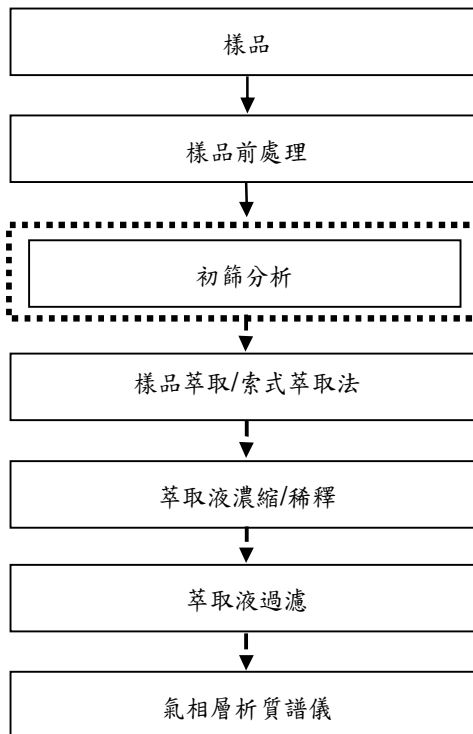 樣品
樣品前處理
初篩分析
樣品萃取/索式萃取法
萃取液濃縮/稀釋
萃取液過濾
氣相層析質譜儀